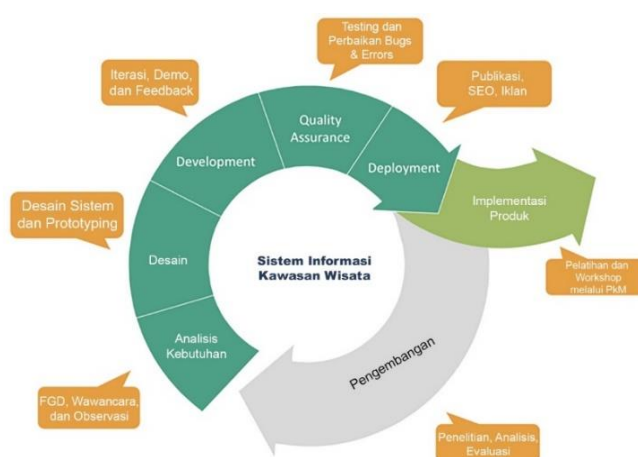 Testing dan
Perbaikan Bugs
& Errors
Iterasi, Demo,
dan Feedback
Publikasi,
SEO, Iklan
Quality
Assurance
Development
Deployment
Implementasi
Produk
Desain Sistem
dan Prototyping
Desain
Sistem Informasi
Kawasan Wisata
Pelatihan dan
Workshop
melalui PkM
Analisis
Kebutuhan
Pengembangan
FGD, Wawancara,
dan Observasi
Penelitian, Analisis,
Evaluasi